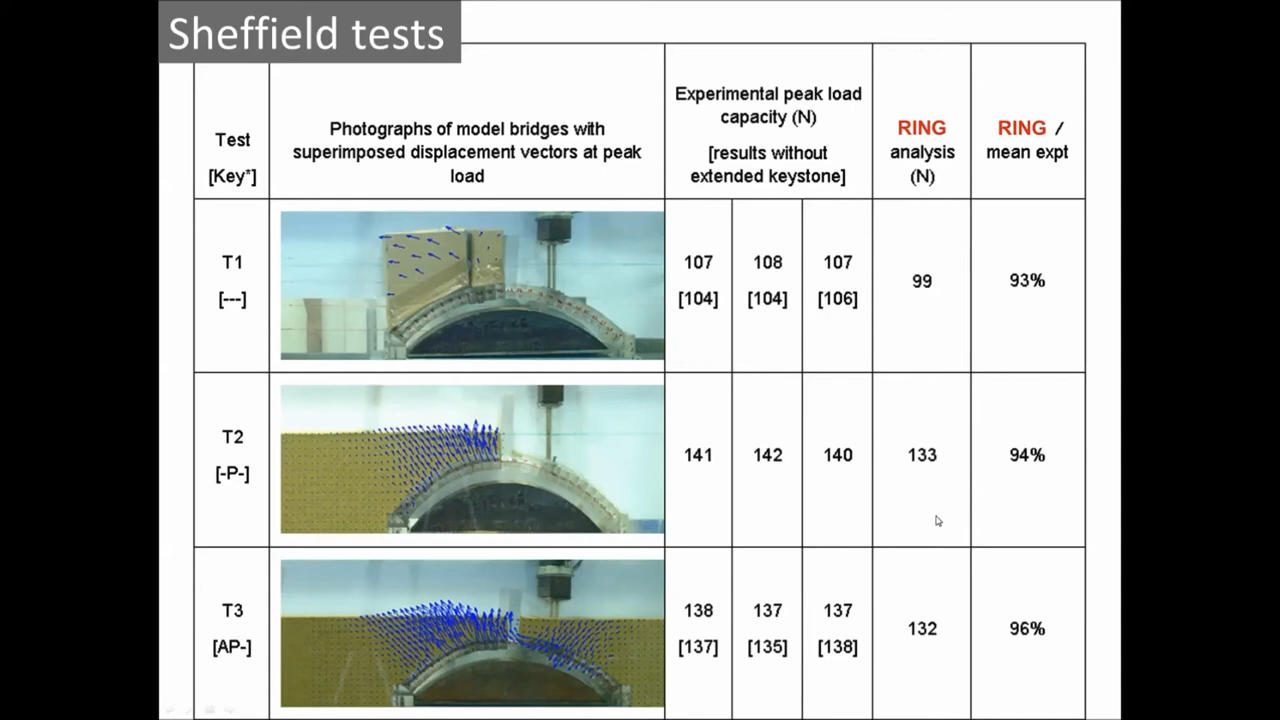 Sheffield tests
Test
[Key*]
Photographs of model bridges with
superimposed displacement vectors at peak
load
Experimental peak load
capacity (N)
[results without
extended keystone]
RING
analysis
(N)
RING /
mean expt
T1
[---]
107
[104]
108
[104]
107
[106]
99
93%
T2
[-P-]
141
142
140
133
94%
T3
[AP-]
138
[137]
137
[135]
137
[138]
132
96%